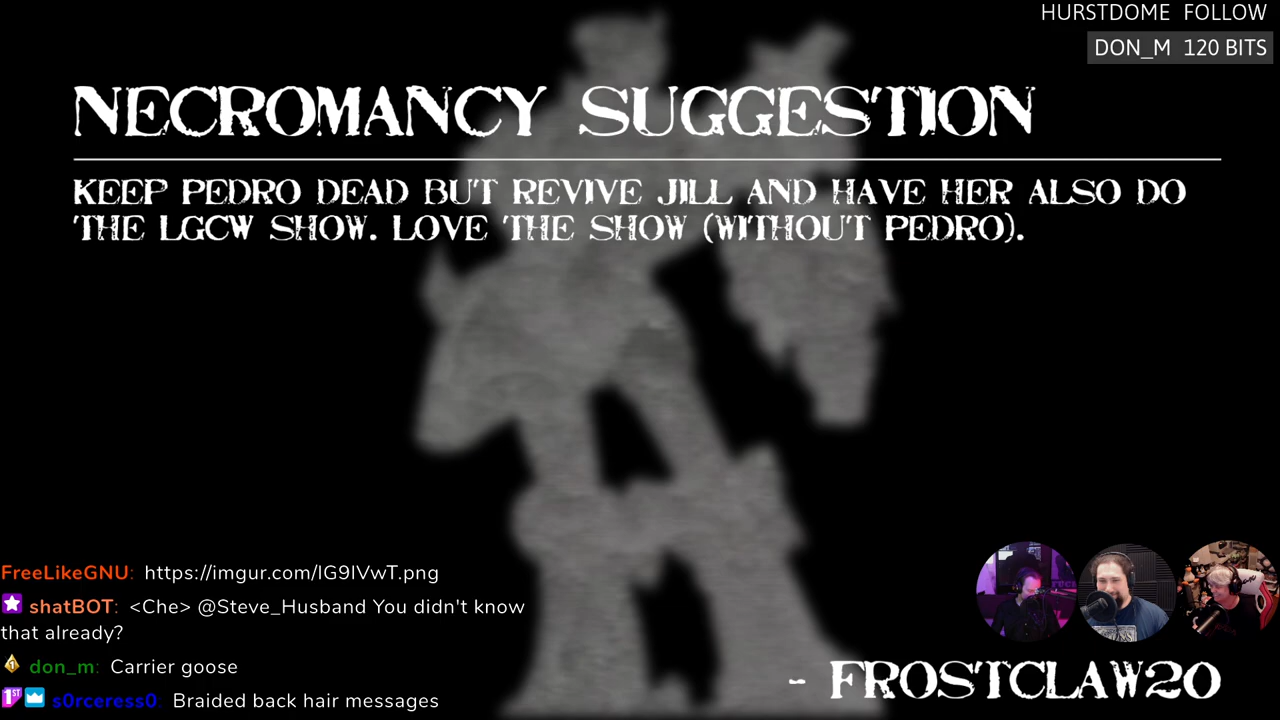 HURSTDOME FOLLOW
DON_M 120 BITS
NECROMANCY SUGGESTION
KEEP PEDRO DEAD BUT REVIVE JILL AND HAVE HER ALSO DO
THE LGCW SHOW. LOVE THE SHOW (WITHOUT PEDRO).
FreeLikeGNU: https://imgur.com/IG9IVwT.png
shatBOT: <Che> @Steve_Husband You didn't know
that already?
don_m: Carrier goose
1ST s0rceress0: Braided back hair messages
- FROSTCLAW20